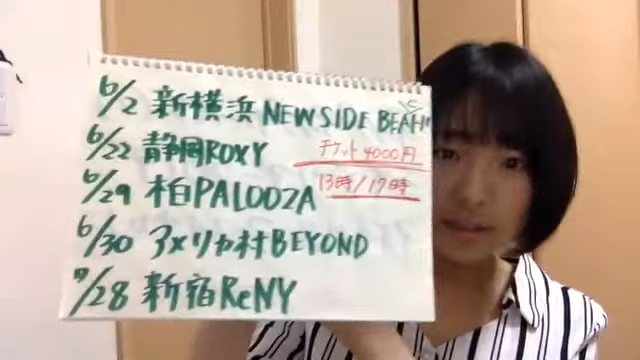 6/2 新横浜 NEW SIDE BEACH!!
6/22 静岡ROXY チケット 4000円
6/29 柏PALOOZA 13時/17時
6/30 アメリカ村BEYOND
7/28 新宿ReNY